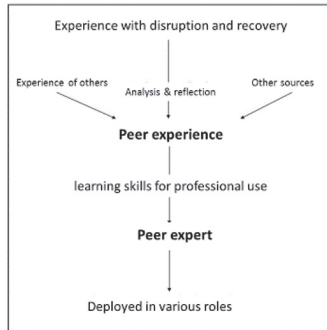 Experience with disruption and recovery
Experience of others
Analysis & reflection
Other sources
Peer experience
learning skills for professional use
Peer expert
Deployed in various roles